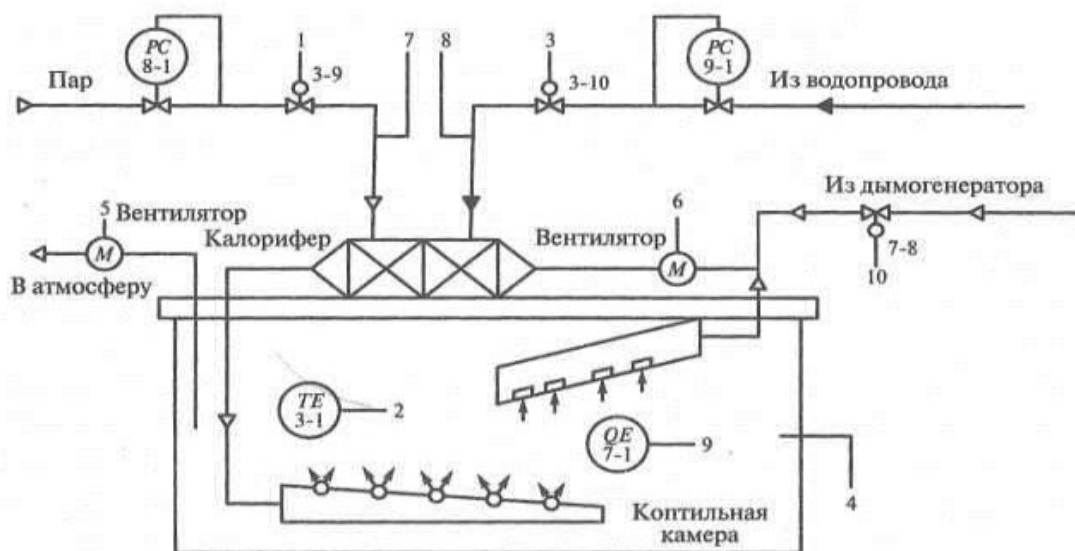 PC
8-1
1
7
8
3
PC
9-1
Пар
3-9
3-10
Из водопровода
Из дымогенератора
5
Вентилятор
6
Калорифер
Вентилятор
М
М
7-8
В атмосферу
10
TE
3-1
2
QE
7-1
9
4
Коптильная
камера